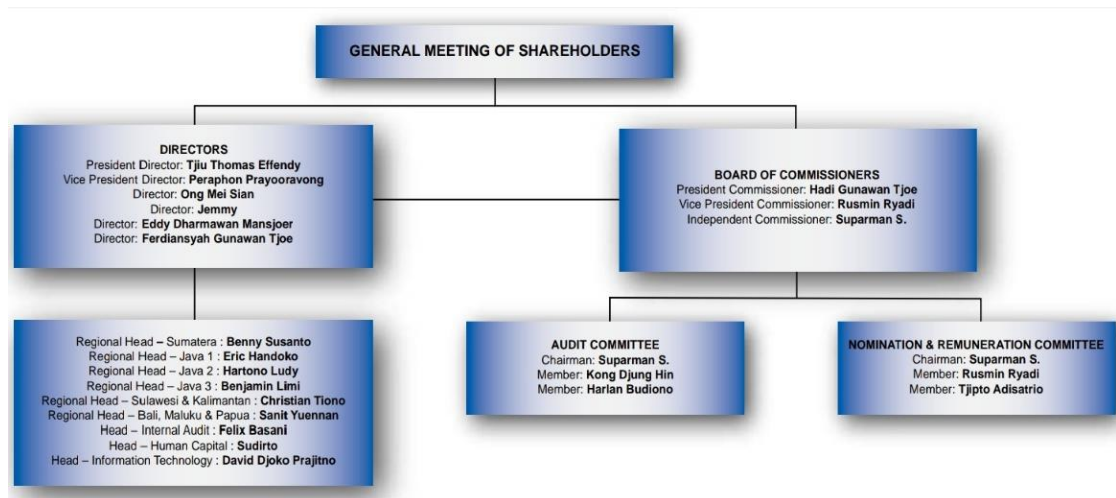 GENERAL MEETING OF SHAREHOLDERS
DIRECTORS
President Director: Tjiu Thomas Effendy
Vice President Director: Peraphon Prayooravong
Director: Ong Mei Sian
Director: Jemmy
Director: Eddy Dharmawan Mansjoer
Director: Ferdiansyah Gunawan Tjoe
BOARD OF COMMISSIONERS
President Commissioner: Hadi Gunawan Tjoe
Vice President Commissioner: Rusmin Ryadi
Independent Commissioner: Suparman S.
Regional Head – Sumatera : Benny Susanto
Regional Head – Java 1 : Eric Handoko
Regional Head – Java 2 : Hartono Ludy
Regional Head – Java 3 : Benjamin Limi
Regional Head – Sulawesi & Kalimantan : Christian Tiono
Regional Head – Bali, Maluku & Papua : Sanit Yuennan
Head – Internal Audit : Felix Basani
Head – Human Capital : Sudirto
Head – Information Technology : David Djoko Prajitno
AUDIT COMMITTEE
Chairman: Suparman S.
Member: Kong Djung Hin
Member: Harlan Budiono
NOMINATION & REMUNERATION COMMITTEE
Chairman: Suparman S.
Member: Rusmin Ryadi
Member: Tjipto Adisatrio